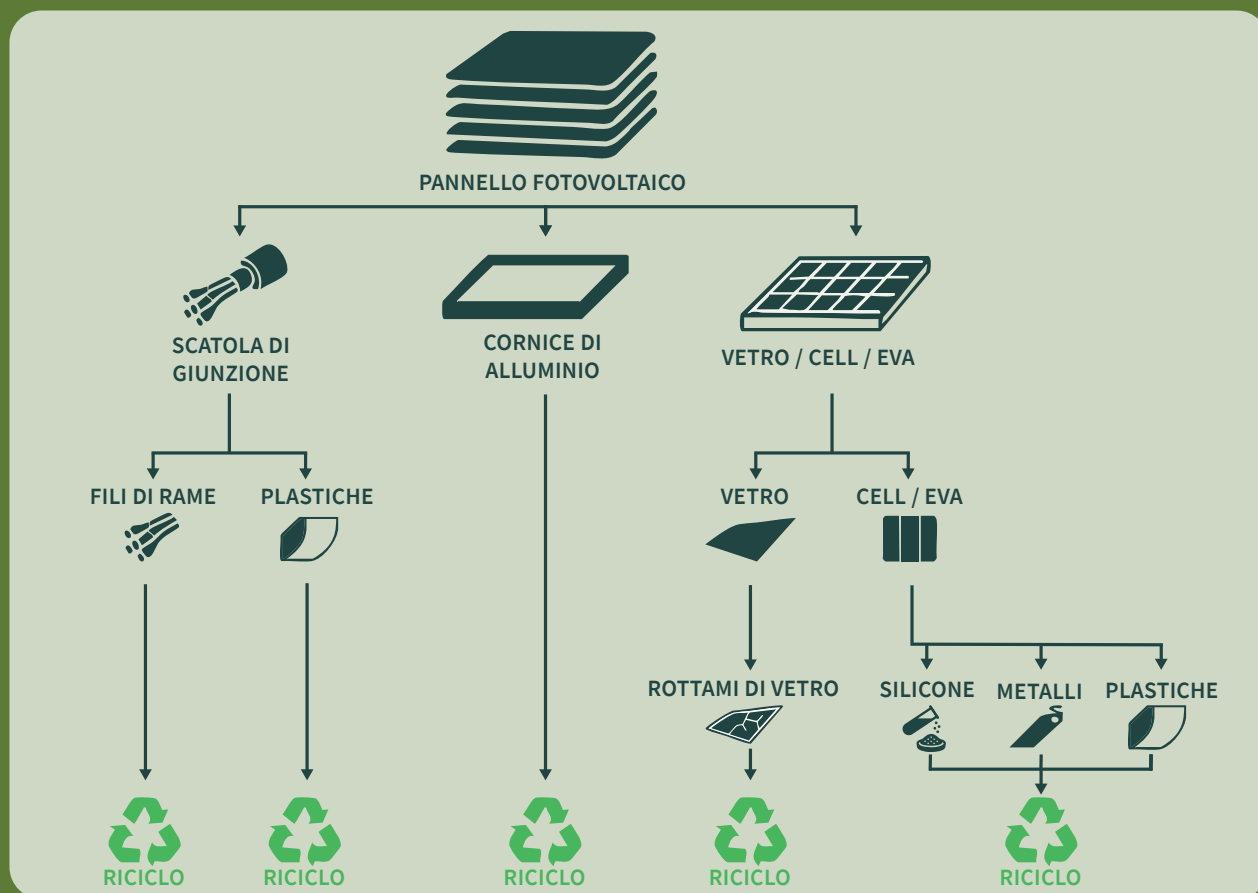 PANNELLO FOTOVOLTAICO
SCATOLA DI
GIUNZIONE
CORNICE DI
ALLUMINIO
VETRO / CELL / EVA
FILI DI RAME
PLASTICHE
VETRO
CELL / EVA
ROTTAMI DI VETRO
SILICONE
METALLI
PLASTICHE
RICICLO
RICICLO
RICICLO
RICICLO
RICICLO